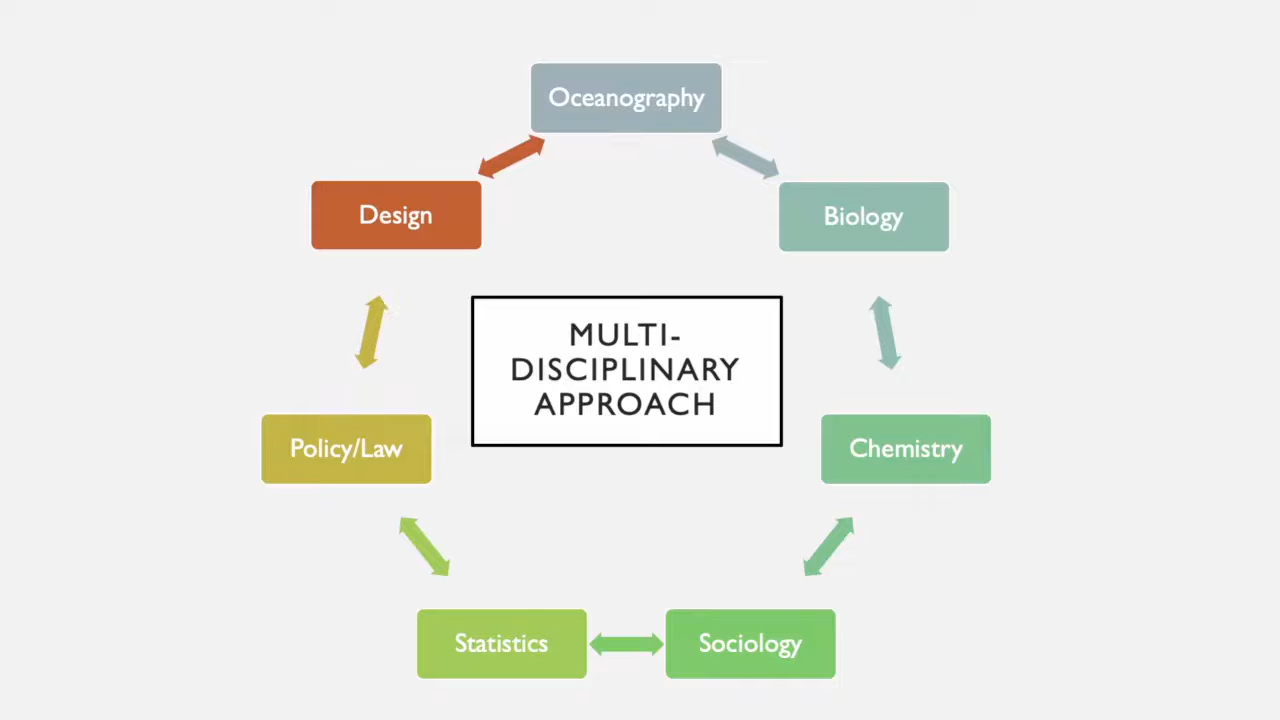 Oceanography
Design
Biology
MULTI-
DISCIPLINARY
APPROACH
Policy/Law
Chemistry
Statistics
Sociology